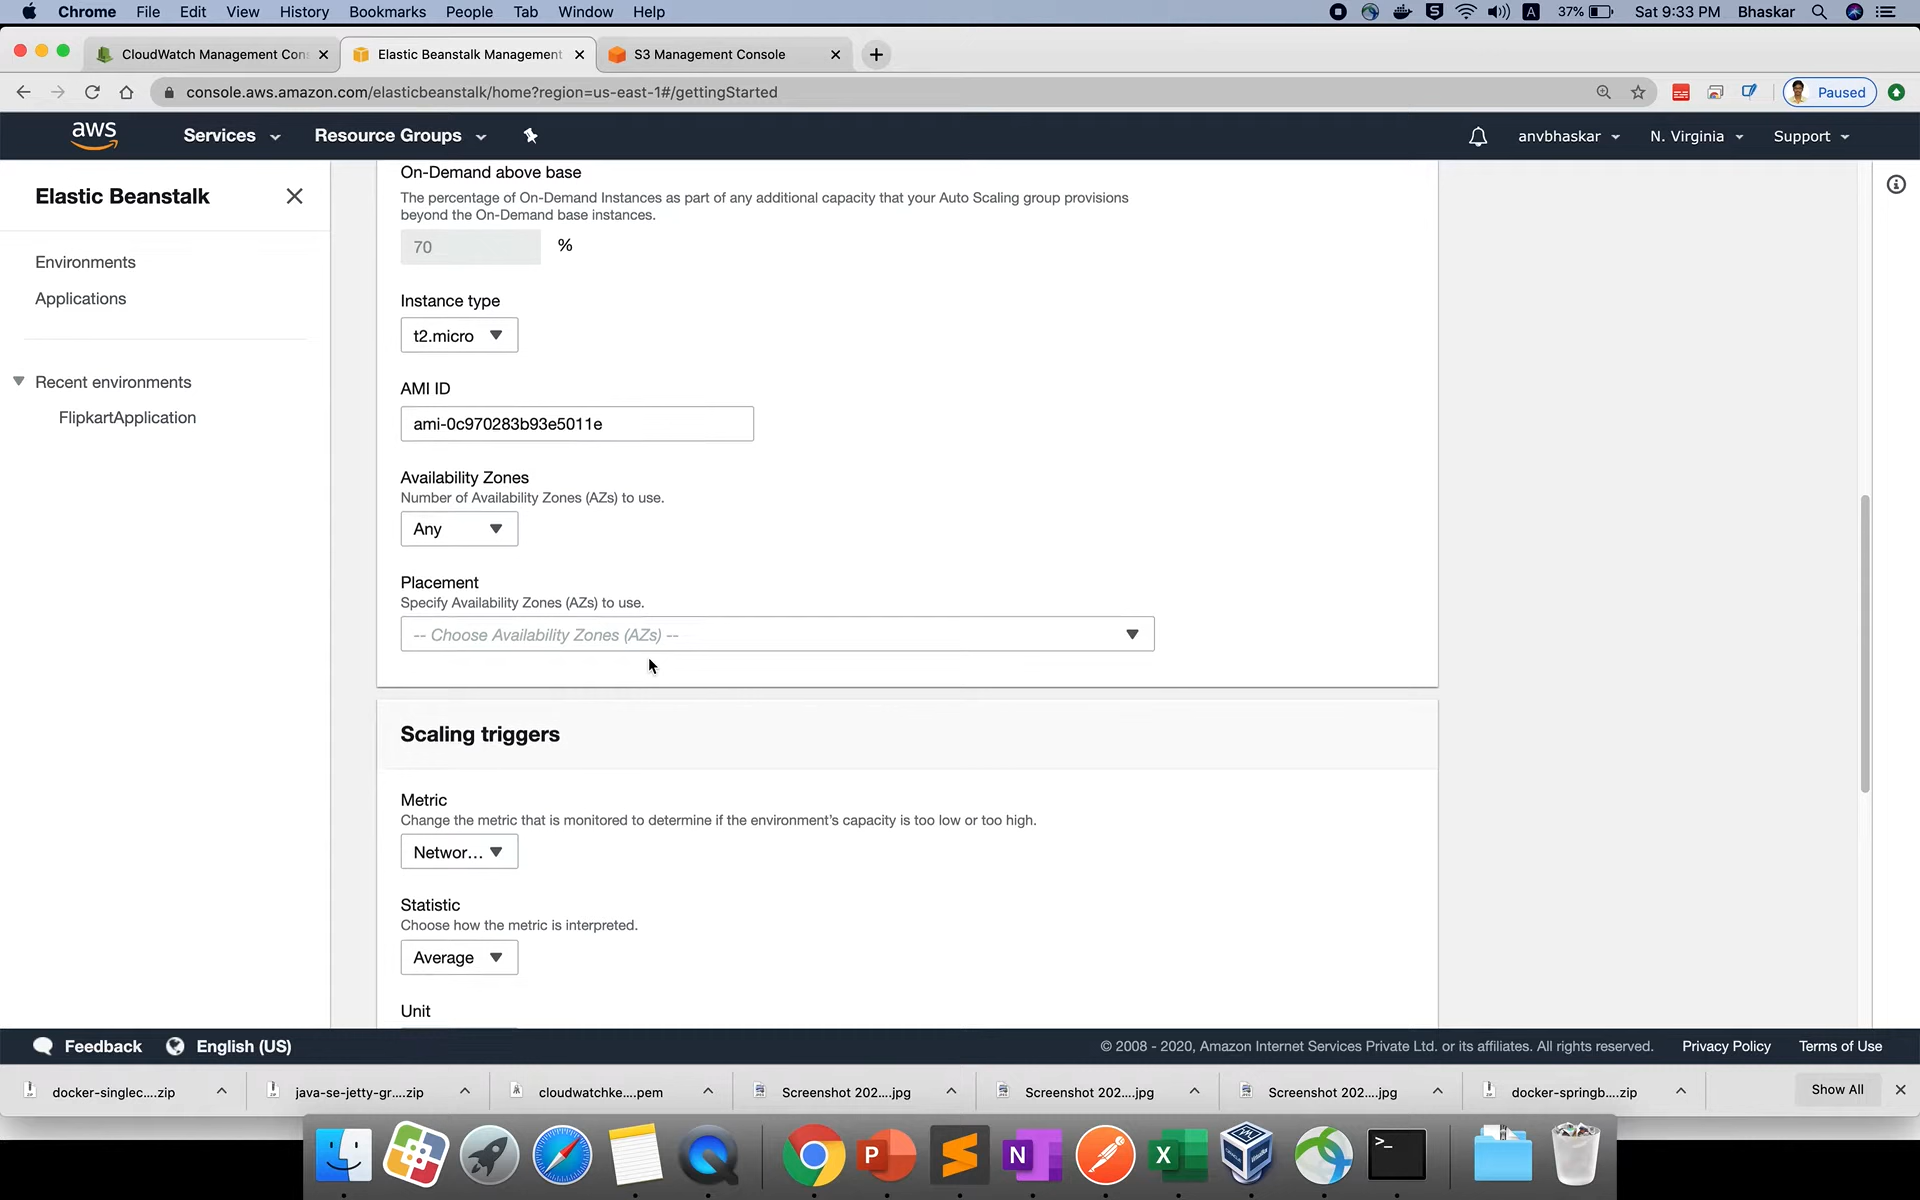 Chrome File Edit View History Bookmarks People Tab Window Help
A 37% Sat 9:33 PM Bhaskar
CloudWatch Management Con
Elastic Beanstalk Management
S3 Management Console
console.aws.amazon.com/elasticbeanstalk/home?region=us-east-1#/gettingStarted
Paused
aws Services Resource Groups anvbhaskar N. Virginia Support
Elastic Beanstalk
Environments
Applications
Recent environments
FlipkartApplication
On-Demand above base
The percentage of On-Demand Instances as part of any additional capacity that your Auto Scaling group provisions
beyond the On-Demand base instances.
70 %
Instance type
t2.micro
AMI ID
ami-0c970283b93e5011e
Availability Zones
Number of Availability Zones (AZs) to use.
Any
Placement
Specify Availability Zones (AZs) to use.
-- Choose Availability Zones (AZs) --
Scaling triggers
Metric
Change the metric that is monitored to determine if the environment's capacity is too low or too high.
Networ...
Statistic
Choose how the metric is interpreted.
Average
Unit
Feedback English (US)
© 2008 - 2020, Amazon Internet Services Private Ltd. or its affiliates. All rights reserved. Privacy Policy Terms of Use
docker-singlec....zip
java-se-jetty-gr....zip
cloudwatchke....pem
Screenshot 202....jpg
Screenshot 202....jpg
Screenshot 202....jpg
docker-springb....zip
Show All
P
N
X
>_